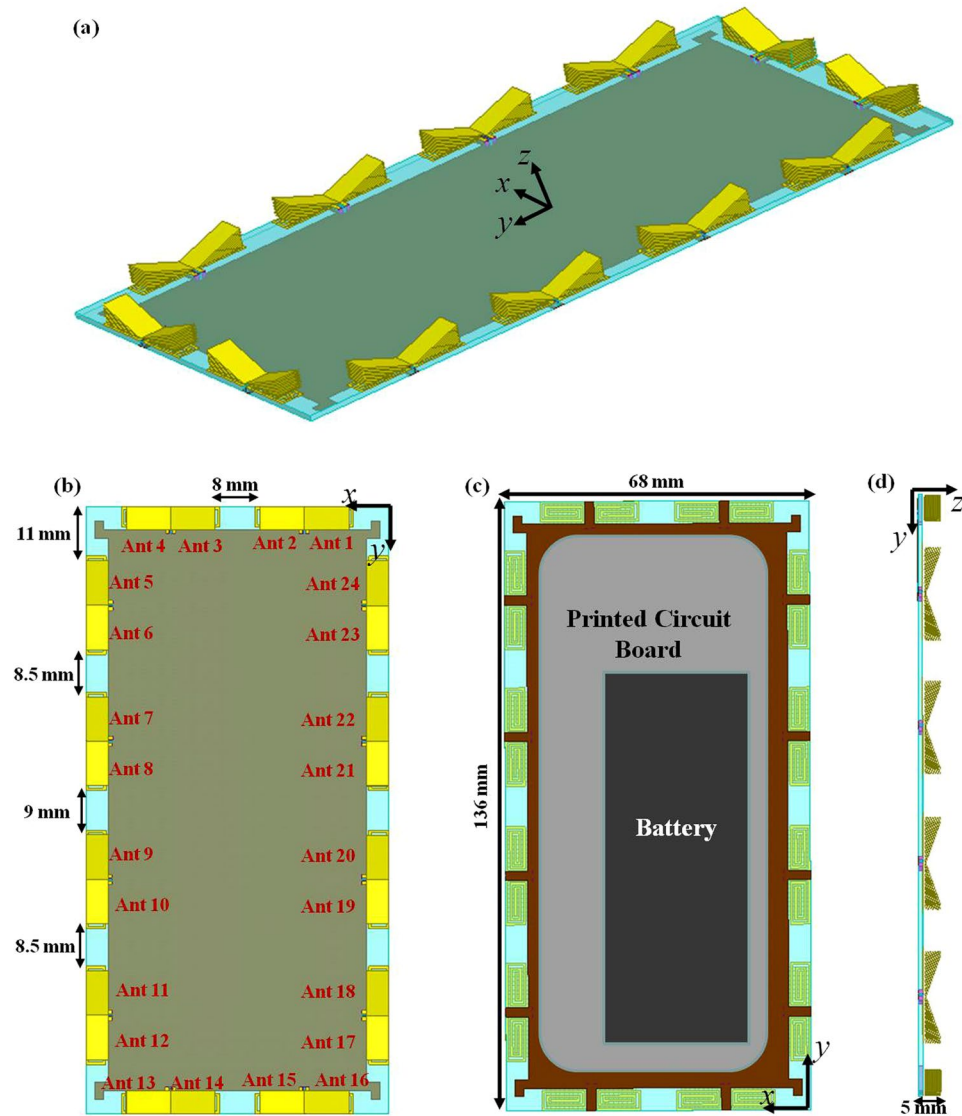 (a)
z
x
y
(b)
8 mm
x
11 mm
y
Ant 4
Ant 3
Ant 2
Ant 1
Ant 5
Ant 24
Ant 6
Ant 23
8.5 mm
Ant 7
Ant 22
Ant 8
Ant 21
9 mm
Ant 9
Ant 20
Ant 10
Ant 19
8.5 mm
Ant 11
Ant 18
Ant 12
Ant 17
Ant 13
Ant 14
Ant 15
Ant 16
(c)
68 mm
136 mm
Printed Circuit
Board
Battery
y
x
(d)
z
y
5 mm